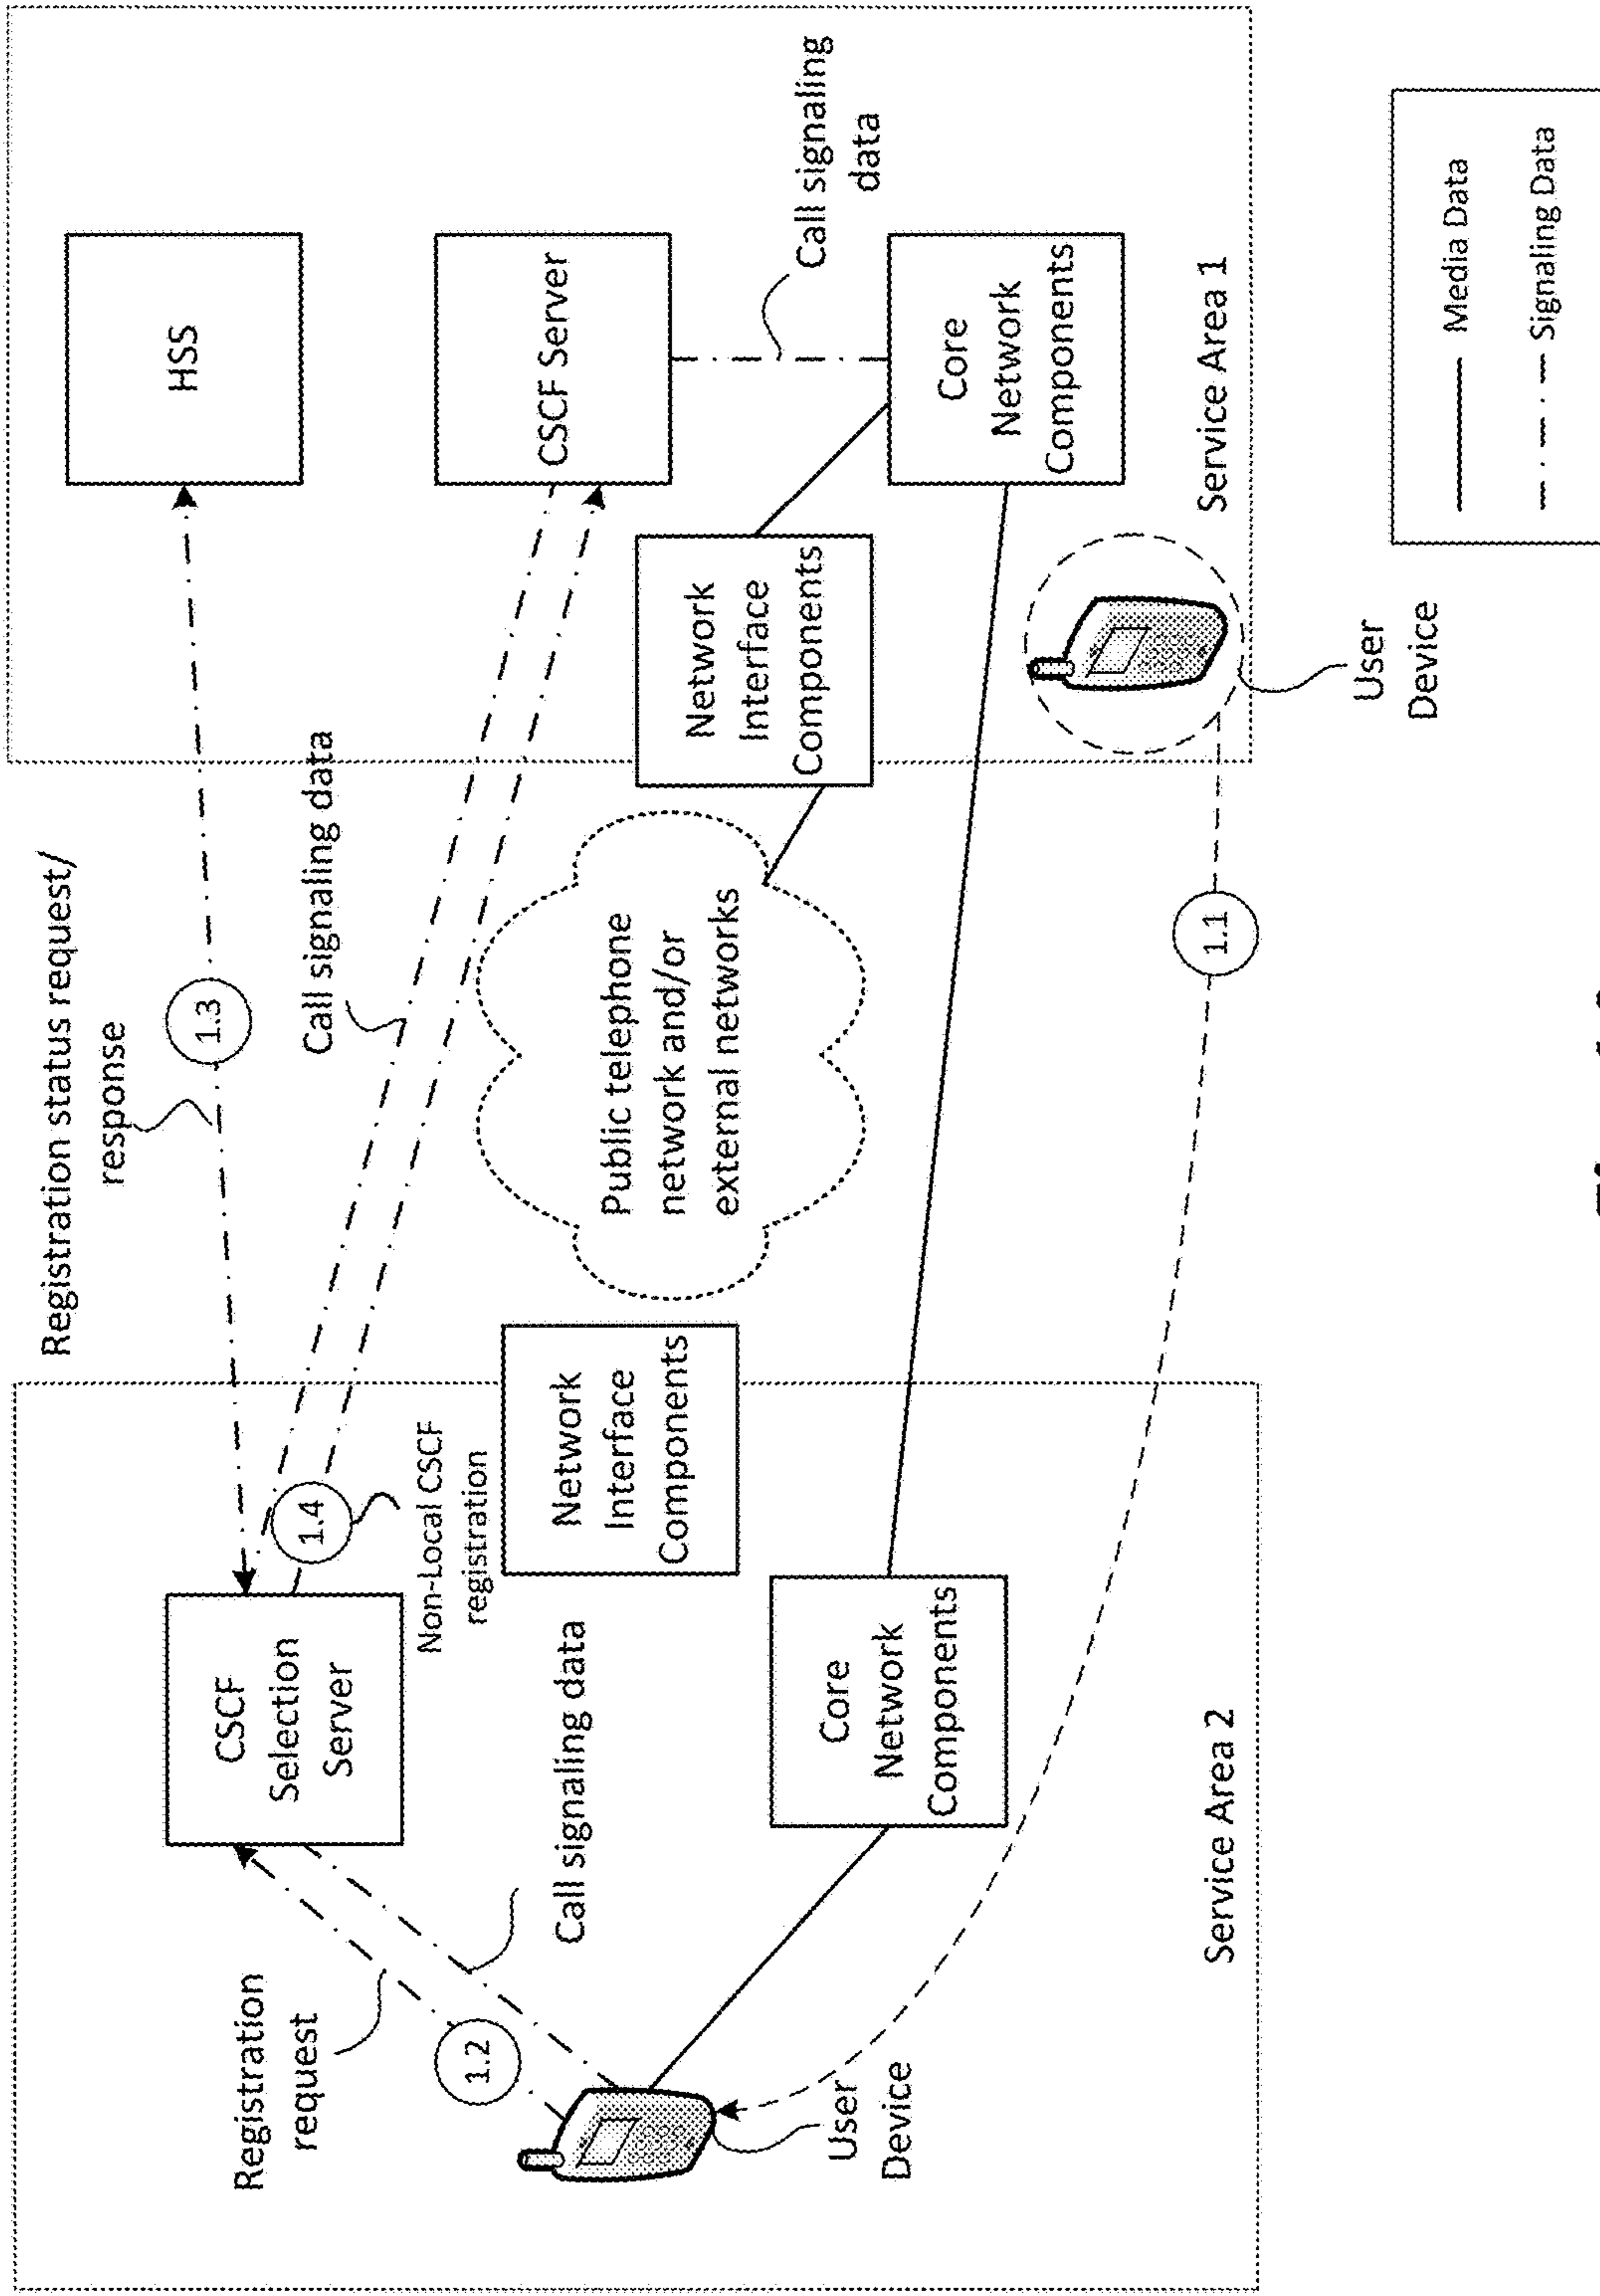 Registration status request/
response
1.3
Call signaling data
CSCF
Selection
Server
1.4
Non-Local CSCF
registration
Registration
request
1.2
Call signaling data
Network
Interface
Components
Public telephone
network and/or
external networks
Network
Interface
Components
HSS
CSCF Server
Call signaling
data
Core
Network
Components
Core
Network
Components
User
Device
1.1
User
Device
Service Area 2
Service Area 1
Media Data
Signaling Data